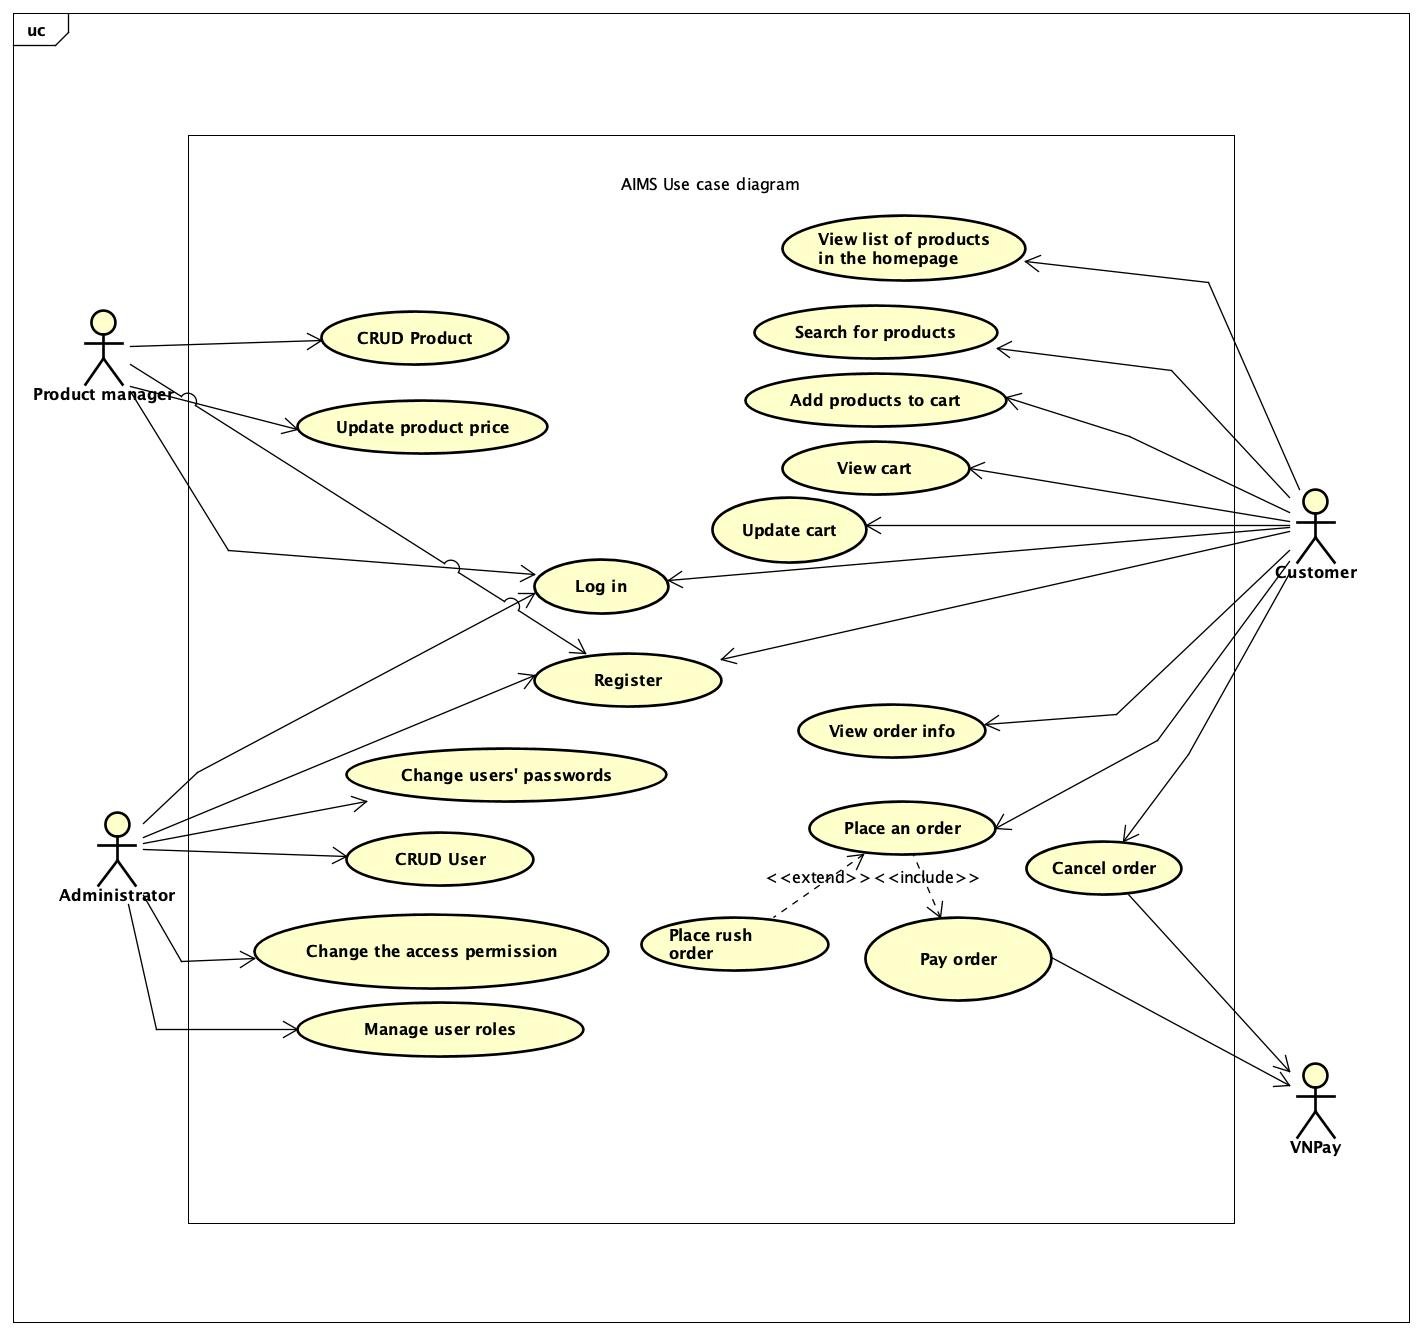 uc
AIMS Use case diagram
View list of products
in the homepage
Search for products
CRUD Product
Product manager
Add products to cart
Update product price
View cart
Update cart
Customer
Log in
Register
View order info
Change users' passwords
Place an order
CRUD User
Cancel order
<<extend>>
<<include>>
Administrator
Place rush
order
Change the access permission
Pay order
Manage user roles
VNPay